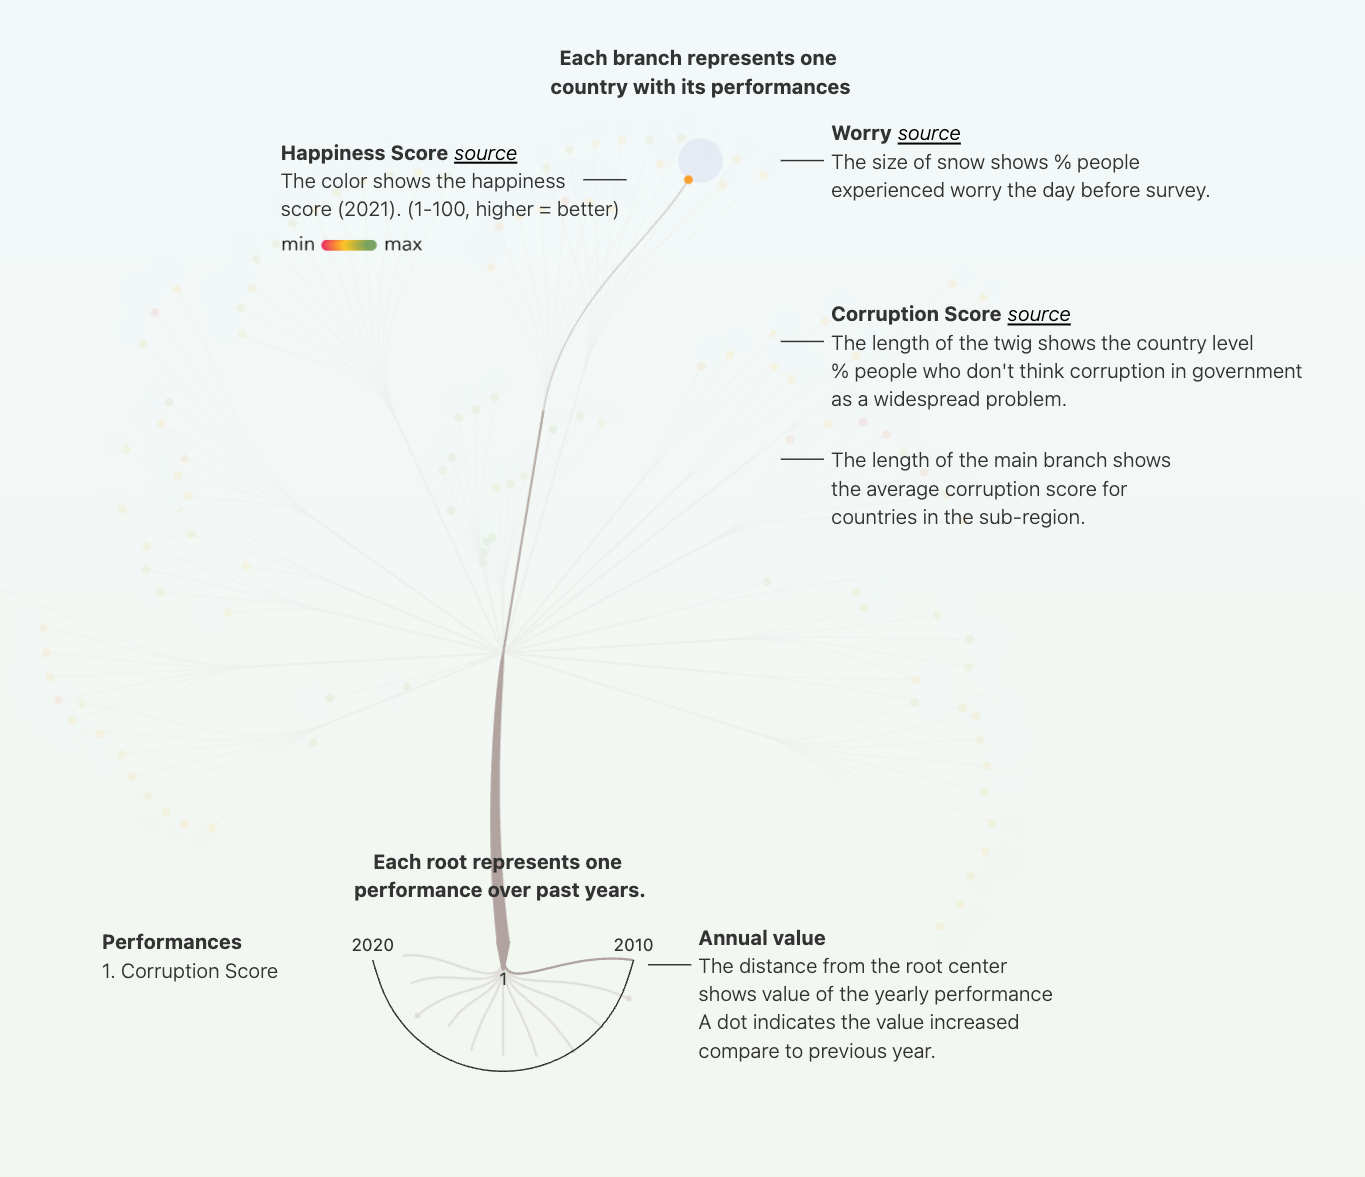 Each branch represents one
country with its performances
Happiness Score source
The color shows the happiness
score (2021). (1-100, higher = better)
min max
Worry source
The size of snow shows % people
experienced worry the day before survey.
Corruption Score source
The length of the twig shows the country level
% people who don't think corruption in government
as a widespread problem.
The length of the main branch shows
the average corruption score for
countries in the sub-region.
Each root represents one
performance over past years.
Performances
1. Corruption Score
2020
2010
1
Annual value
The distance from the root center
shows value of the yearly performance
A dot indicates the value increased
compare to previous year.